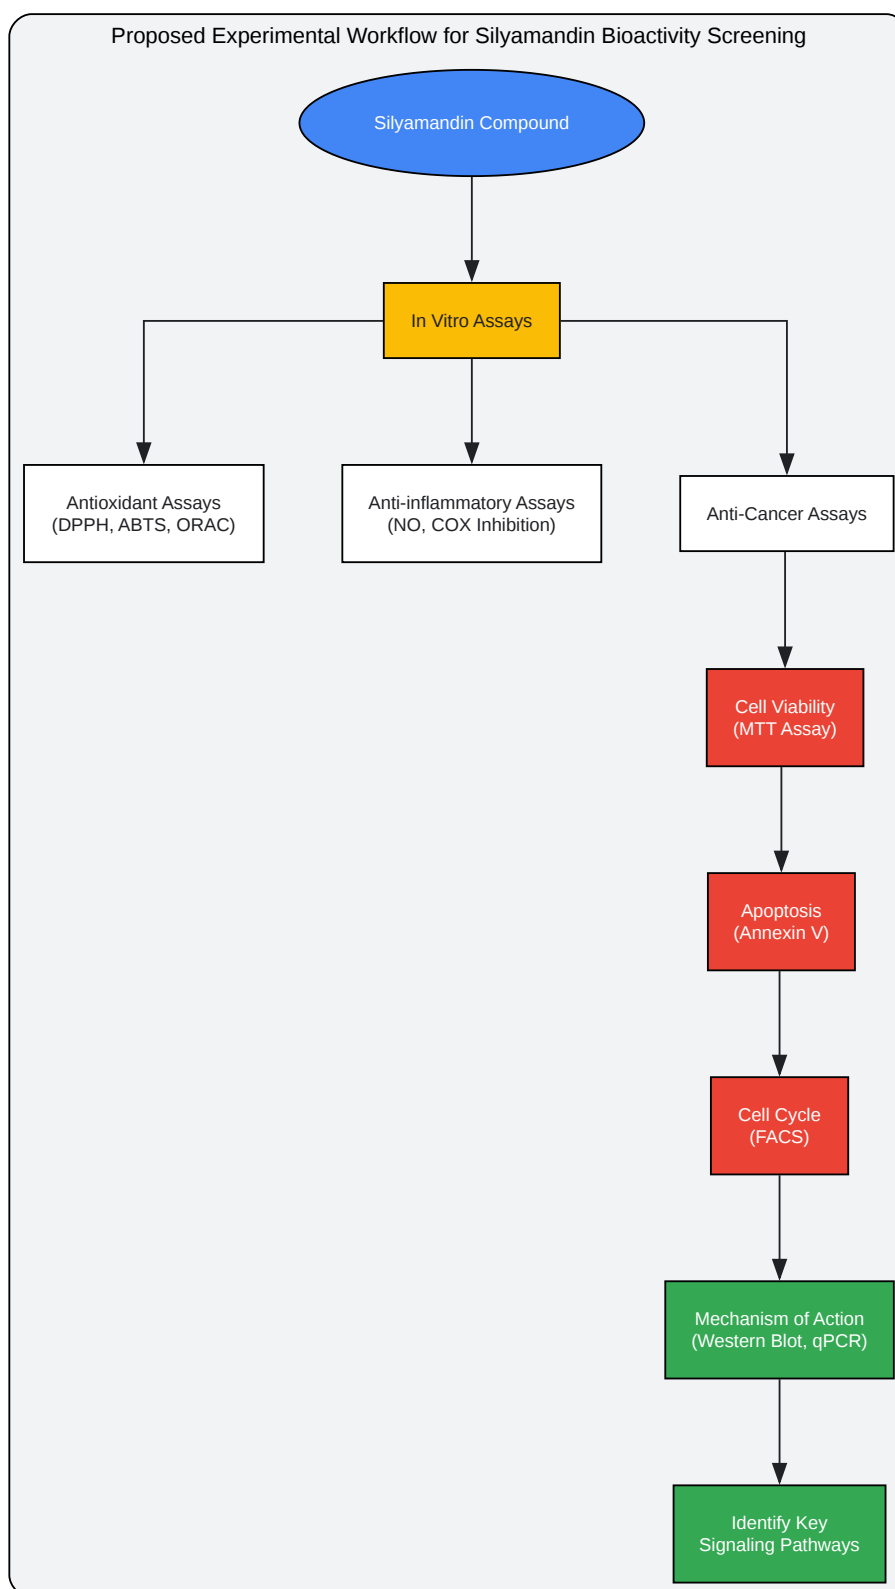 Proposed Experimental Workflow for Silyamandin Bioactivity Screening
Silyamandin Compound
In Vitro Assays
Antioxidant Assays
(DPPH, ABTS, ORAC)
Anti-inflammatory Assays
(NO, COX Inhibition)
Anti-Cancer Assays
Cell Viability
(MTT Assay)
Apoptosis
(Annexin V)
Cell Cycle
(FACS)
Mechanism of Action
(Western Blot, qPCR)
Identify Key
Signaling Pathways